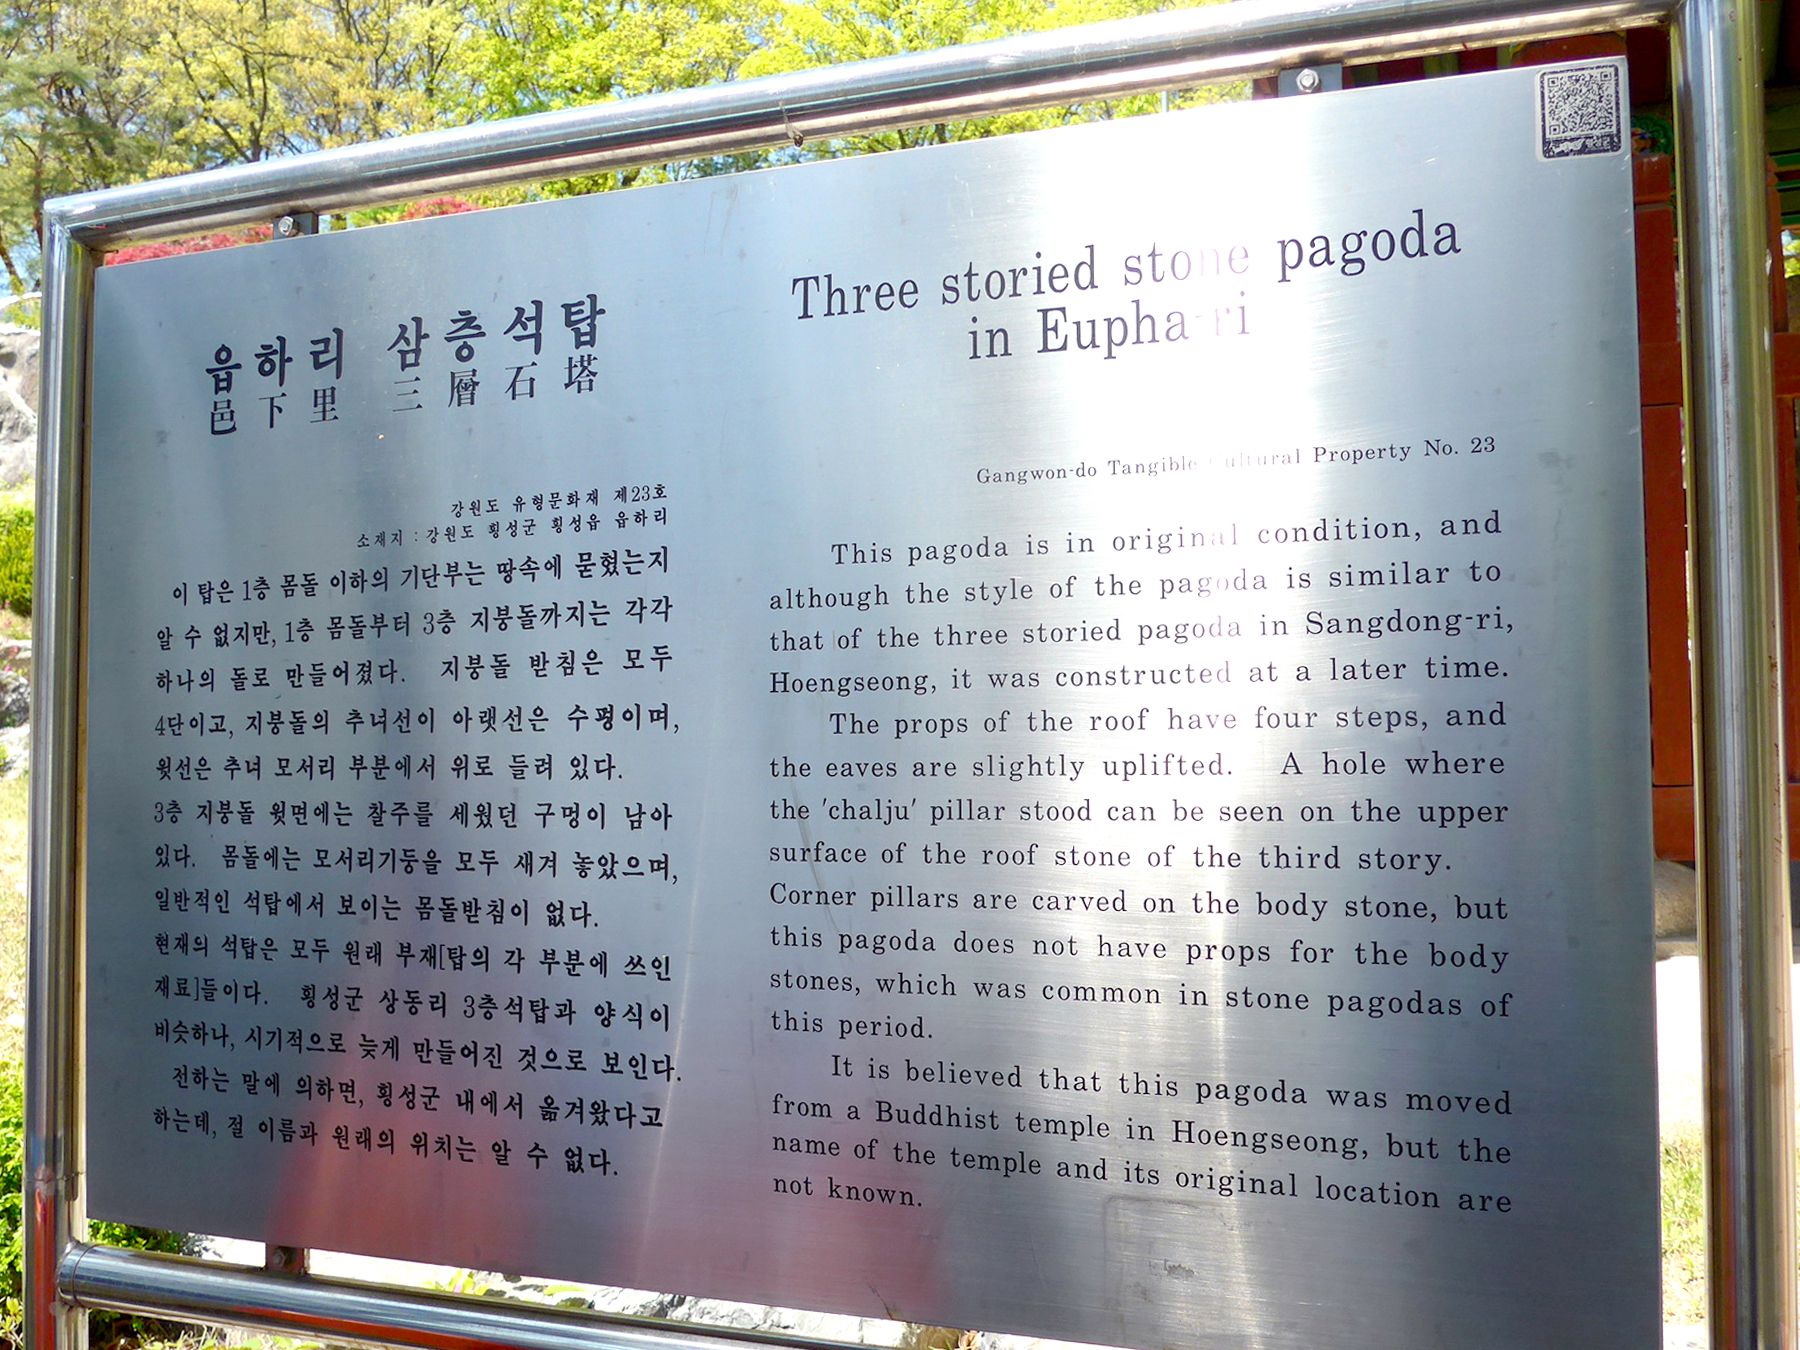 읍하리 삼층석탑
邑下里 三層石塔
강원도 유형문화재 제23호
소재지 : 강원도 횡성군 횡성읍 읍하리
이 탑은 1층 몸돌 이하의 기단부는 땅속에 묻혔는지
알 수 없지만, 1층 몸돌부터 3층 지붕돌까지는 각각
하나의 돌로 만들어졌다. 지붕돌 받침은 모두
4단이고, 지붕돌의 추녀선이 아랫선은 수평이며,
윗선은 추녀 모서리 부분에서 위로 들려 있다.
3층 지붕돌 윗면에는 찰주를 세웠던 구멍이 남아
있다. 몸돌에는 모서리기둥을 모두 새겨 놓았으며,
일반적인 석탑에서 보이는 몸돌받침이 없다.
현재의 석탑은 모두 원래 부재[탑의 각 부분에 쓰인
재료]들이다. 횡성군 상동리 3층석탑과 양식이
비슷하나, 시기적으로 늦게 만들어진 것으로 보인다.
전하는 말에 의하면, 횡성군 내에서 옮겨왔다고
하는데, 절 이름과 원래의 위치는 알 수 없다.
Three storied stone pagoda
in Eupha-ri
Gangwon-do Tangible Cultural Property No. 23
This pagoda is in original condition, and
although the style of the pagoda is similar to
that of the three storied pagoda in Sangdong-ri,
Hoengseong, it was constructed at a later time.
The props of the roof have four steps, and
the eaves are slightly uplifted. A hole where
the 'chalju' pillar stood can be seen on the upper
surface of the roof stone of the third story.
Corner pillars are carved on the body stone, but
this pagoda does not have props for the body
stones, which was common in stone pagodas of
this period.
It is believed that this pagoda was moved
from a Buddhist temple in Hoengseong, but the
name of the temple and its original location are
not known.